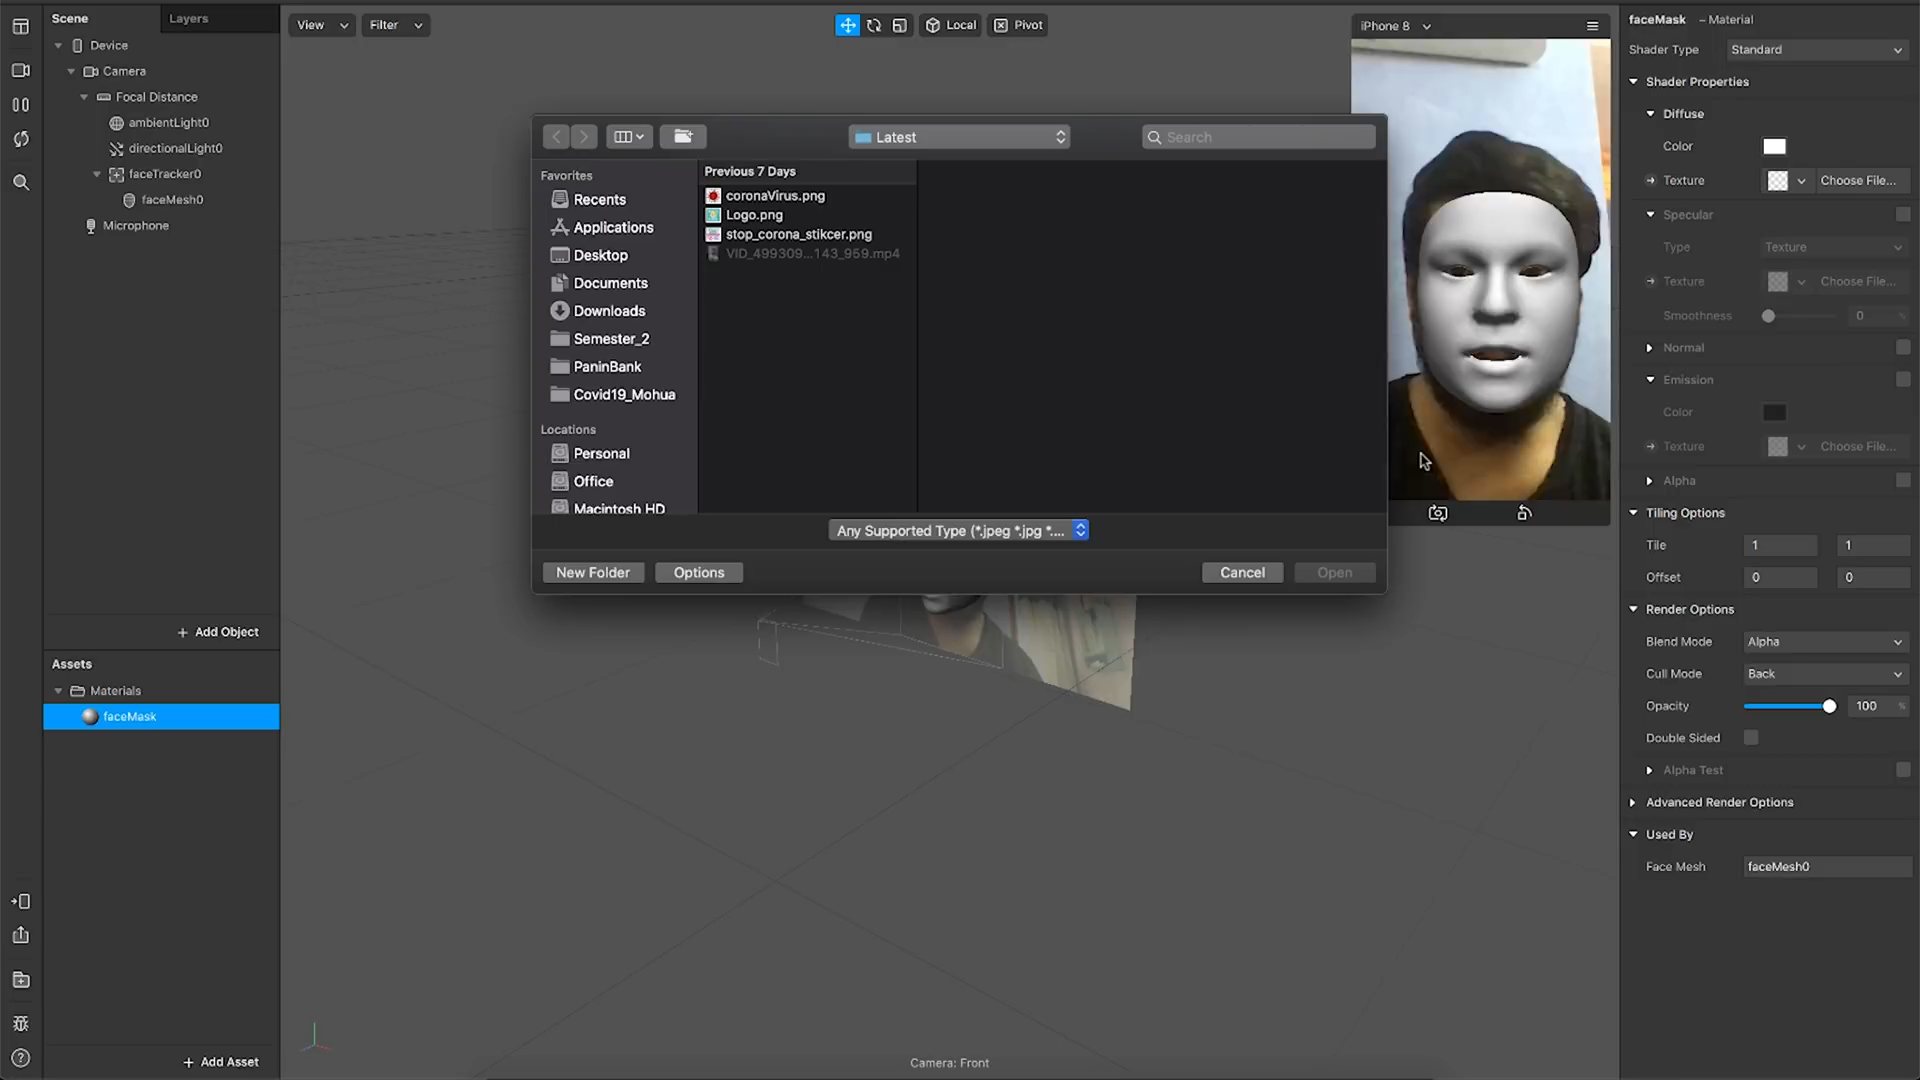 Scene
Layers
Device
Camera
Focal Distance
ambientLight0
directionalLight0
faceTracker0
faceMesh0
Microphone
+ Add Object
Assets
Materials
faceMask
+ Add Asset
View
Filter
Local
Pivot
Latest
Search
Favorites
Recents
Applications
Desktop
Documents
Downloads
Semester_2
PaninBank
Covid19_Mohua
Locations
Personal
Office
Macintosh HD
Previous 7 Days
coronaVirus.png
Logo.png
stop_corona_stikcer.png
VID_499309...143_959.mp4
Any Supported Type (*.jpeg *.jpg *....
New Folder
Options
Cancel
Open
Camera: Front
iPhone 8
faceMask – Material
Shader Type Standard
Shader Properties
Diffuse
Color
Texture Choose File...
Specular
Type Texture
Texture Choose File...
Smoothness 0 %
Normal
Emission
Color
Texture Choose File...
Alpha
Tiling Options
Tile 1 1
Offset 0 0
Render Options
Blend Mode Alpha
Cull Mode Back
Opacity 100 %
Double Sided
Alpha Test
Advanced Render Options
Used By
Face Mesh faceMesh0